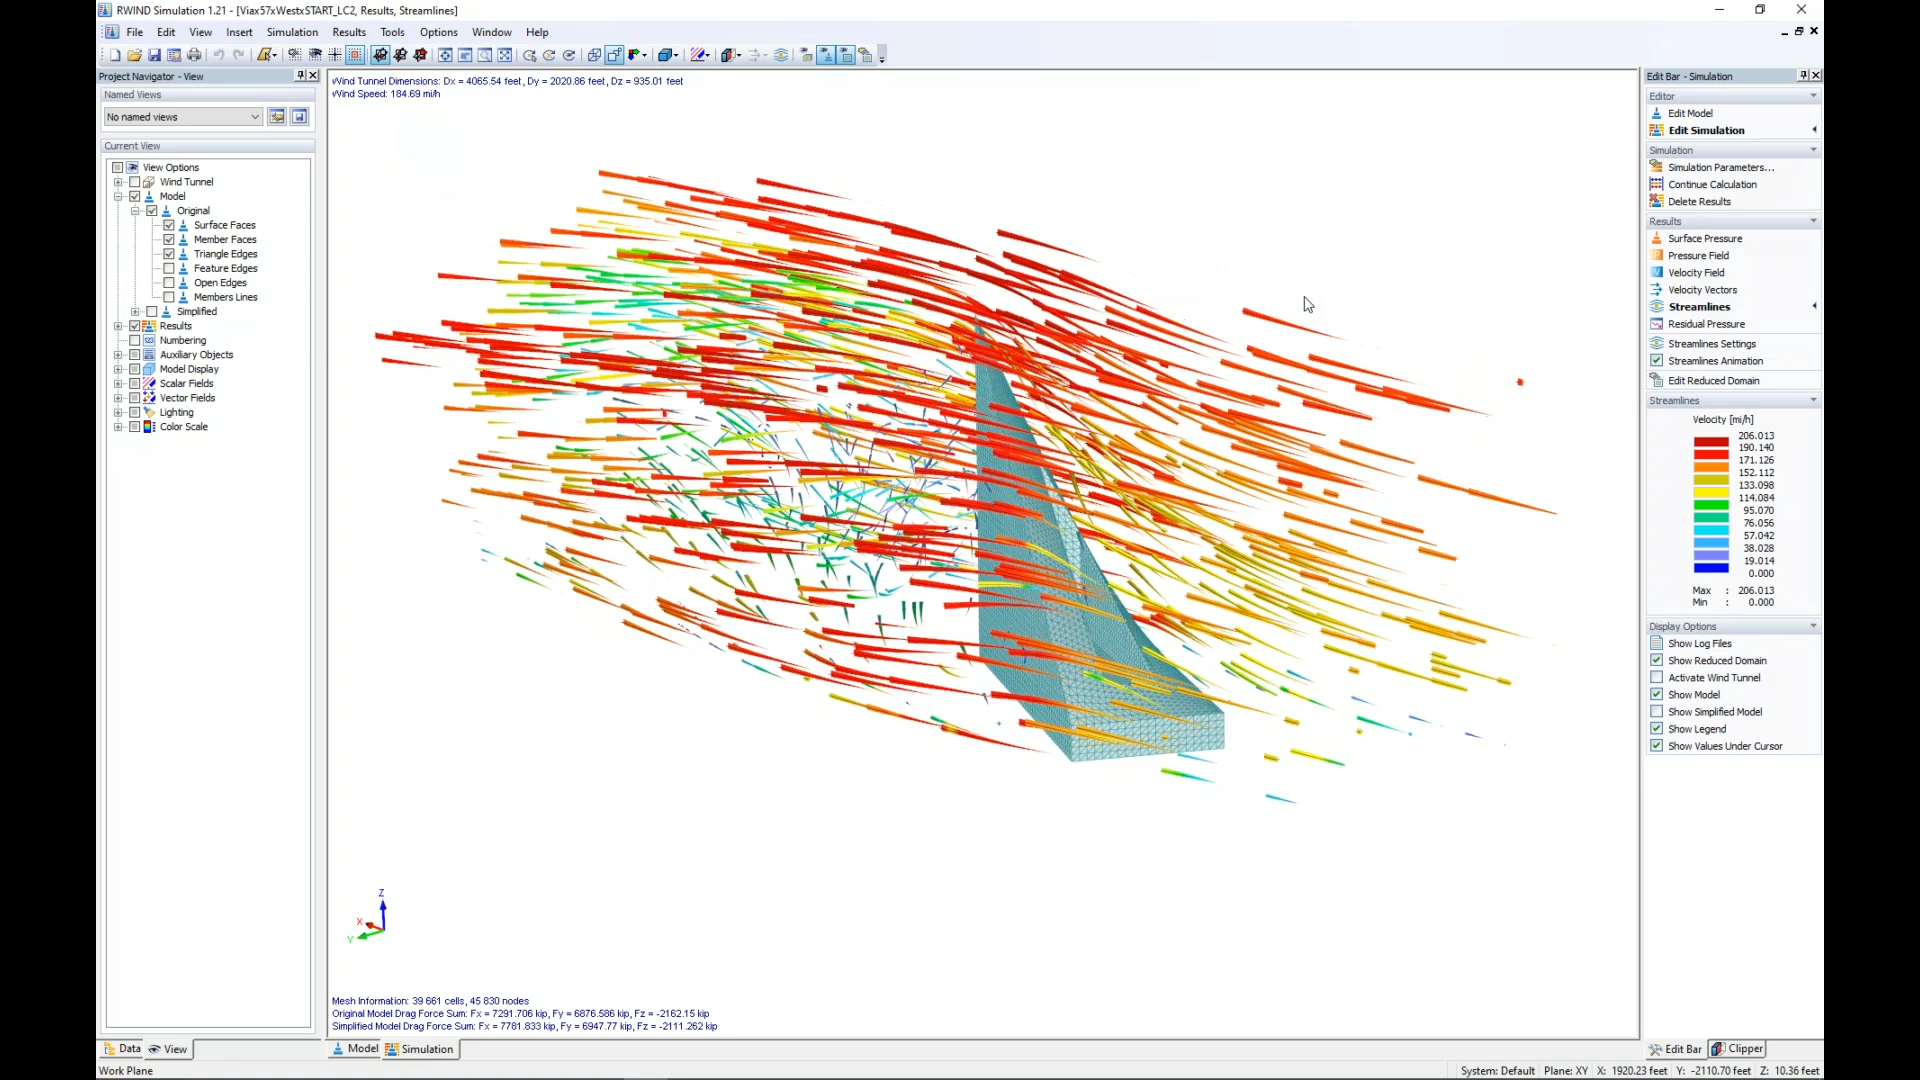 RWIND Simulation 1.21 - [Viax57xWestxSTART_LC2, Results, Streamlines]
File Edit View Insert Simulation Results Tools Options Window Help
Project Navigator - View
Named Views
No named views
Current View
View Options
Wind Tunnel
Model
Original
Surface Faces
Member Faces
Triangle Edges
Feature Edges
Open Edges
Members Lines
Simplified
Results
Numbering
Auxiliary Objects
Model Display
Scalar Fields
Vector Fields
Lighting
Color Scale
Data View
Wind Tunnel Dimensions: Dx = 4065.54 feet, Dy = 2020.86 feet, Dz = 935.01 feet
Wind Speed: 184.69 mi/h
Z
X
Y
Mesh Information: 39 661 cells, 45 830 nodes
Original Model Drag Force Sum: Fx = 7291.706 kip, Fy = 6876.586 kip, Fz = -2162.15 kip
Simplified Model Drag Force Sum: Fx = 7781.833 kip, Fy = 6947.77 kip, Fz = -2111.262 kip
Model Simulation
Edit Bar - Simulation
Editor
Edit Model
Edit Simulation
Simulation
Simulation Parameters...
Continue Calculation
Delete Results
Results
Surface Pressure
Pressure Field
Velocity Field
Velocity Vectors
Streamlines
Residual Pressure
Streamlines Settings
Streamlines Animation
Edit Reduced Domain
Streamlines
Velocity [mi/h]
206.013
190.140
171.126
152.112
133.098
114.084
95.070
76.056
57.042
38.028
19.014
0.000
Max : 206.013
Min : 0.000
Display Options
Show Log Files
Show Reduced Domain
Activate Wind Tunnel
Show Model
Show Simplified Model
Show Legend
Show Values Under Cursor
Edit Bar Clipper
Work Plane
System: Default Plane: XY X: 1920.23 feet Y: -2110.70 feet Z: 10.36 feet